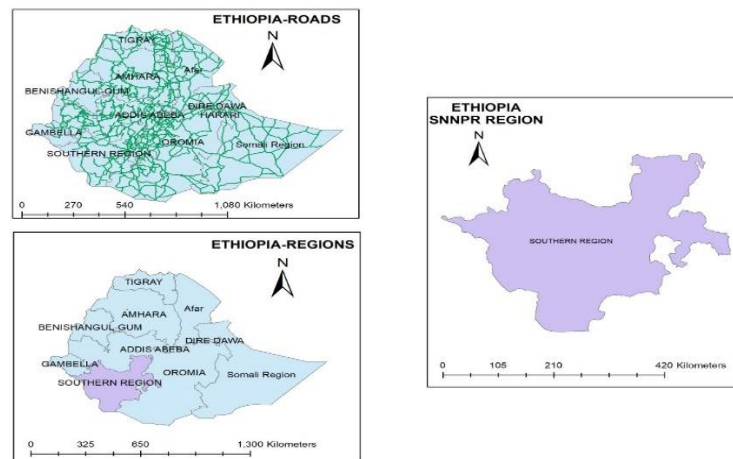 ETHIOPIA-ROADS
N
TIGRAY
AMHARA
Afar
BENISHANGUL GUM
DIRE DAWA
ADDIS ABEBA
HARARI
GAMBELLA
OROMIA
SOUTHERN REGION
Somali Region
0 270 540 1,080 Kilometers
ETHIOPIA-REGIONS
N
TIGRAY
Afar
AMHARA
BENISHANGUL GUM
DIRE DAWA
ADDIS ABEBA
GAMBELLA
OROMIA
SOUTHERN REGION
Somali Region
0 325 650 1,300 Kilometers
ETHIOPIA
SNNPR REGION
N
SOUTHERN REGION
0 105 210 420 Kilometers